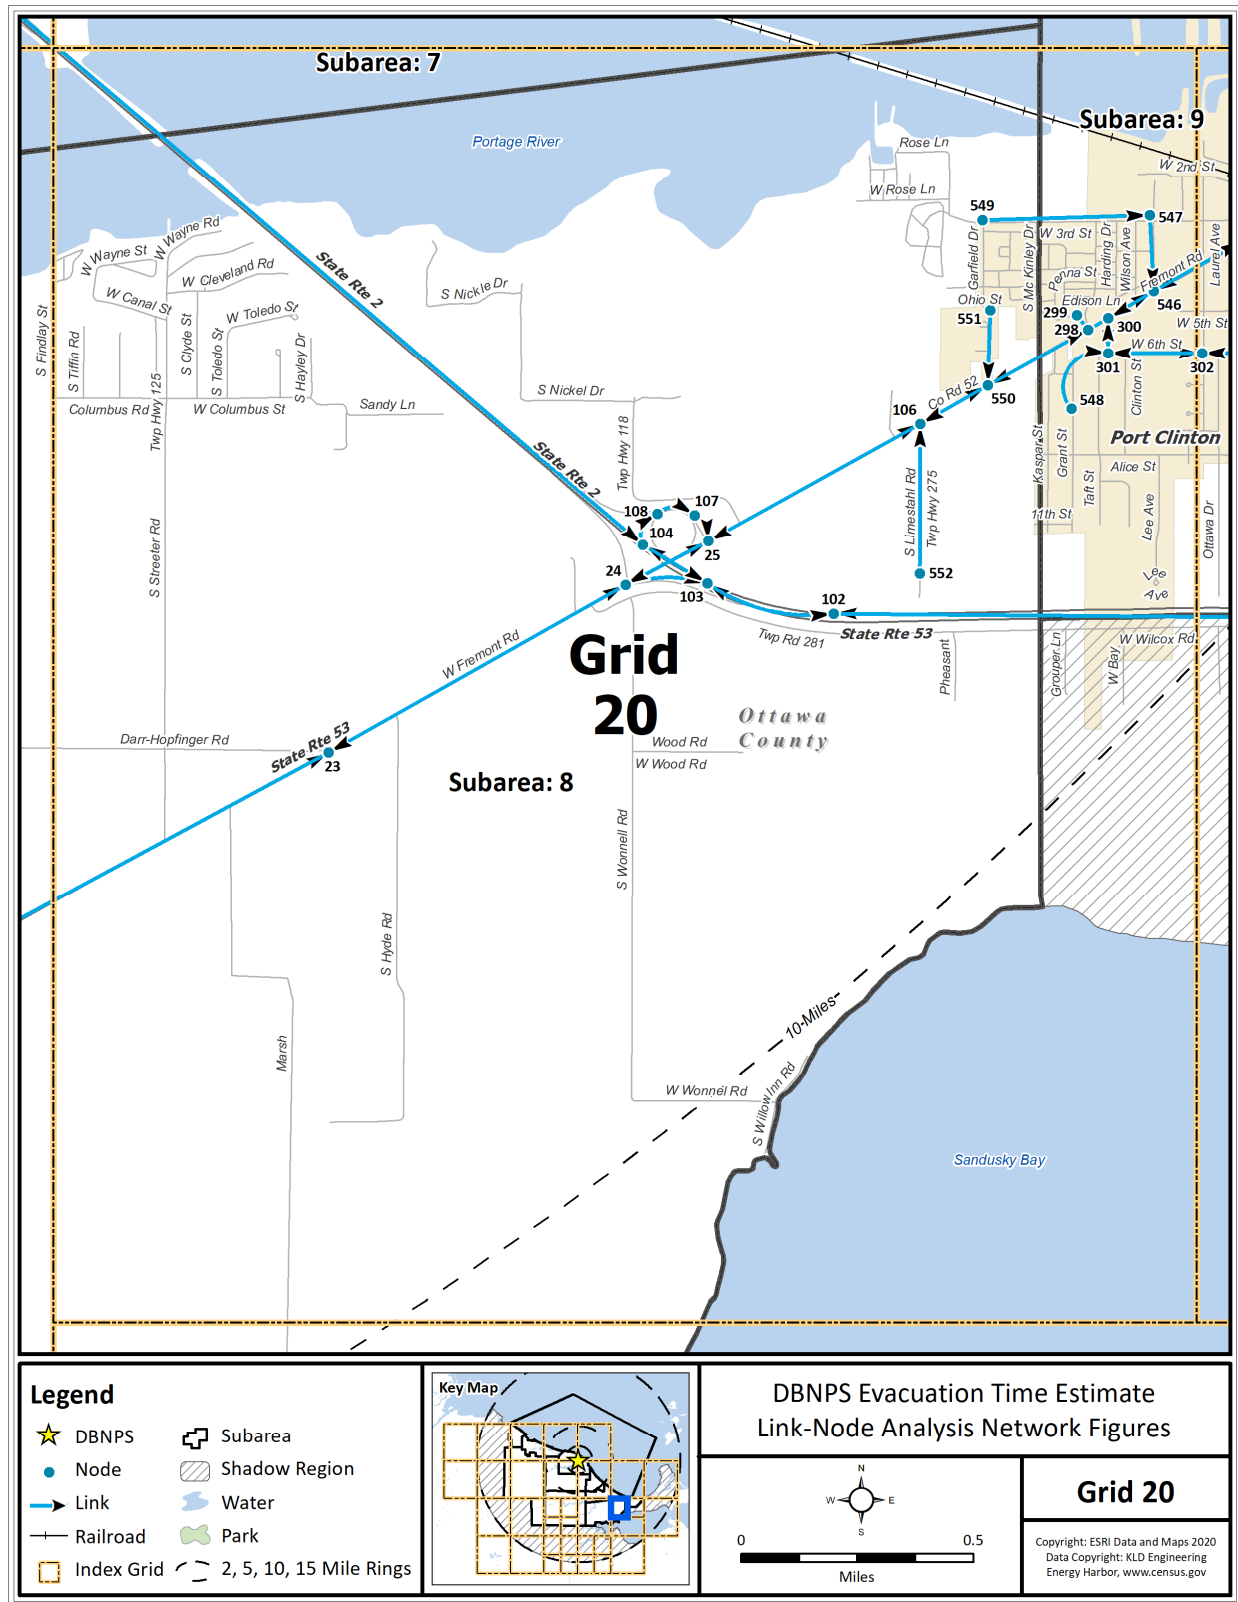 Subarea: 7
Subarea: 9
Portage River
Rose Ln
W Rose Ln
W 2nd St
549
547
W 3rd St
Garfield Dr
S Mc Kinley Dr
Harding Dr
Wilson Ave
Laurel Ave
Penna St
Fremont Rd
Edison Ln
Ohio St
551
299
298
300
546
W 5th St
W 6th St
301
302
W Wayne St
W Wayne Rd
W Cleveland Rd
W Canal St
W Toledo St
S Findlay St
S Tiffin Rd
S Clyde St
S Toledo St
S Hayley Dr
State Rte 2
S Nickle Dr
S Nickel Dr
Columbus Rd
W Columbus St
Sandy Ln
Twp Hwy 125
Twp Hwy 118
State Rte 2
Co Rd 52
550
106
548
Clinton St
Port Clinton
Kaspar St
Grant St
Taft St
Alice St
Lee Ave
11th St
Ottawa Dr
Lee
Ave
S Limestahl Rd
Twp Hwy 275
552
108
107
104
25
24
103
102
S Streeter Rd
Twp Rd 281
State Rte 53
W Wilcox Rd
Grouper Ln
W Bay
Pheasant
W Fremont Rd
Grid
20
Ottawa
County
Wood Rd
W Wood Rd
Darr-Hopfinger Rd
State Rte 53
23
Subarea: 8
S Wonnell Rd
S Hyde Rd
Marsh
10-Miles
W Wonnel Rd
S Willow Inn Rd
Sandusky Bay
Legend
DBNPS
Node
Link
Railroad
Index Grid
Subarea
Shadow Region
Water
Park
2, 5, 10, 15 Mile Rings
Key Map
DBNPS Evacuation Time Estimate
Link-Node Analysis Network Figures
N
W
E
S
0
0.5
Miles
Grid 20
Copyright: ESRI Data and Maps 2020
Data Copyright: KLD Engineering
Energy Harbor, www.census.gov